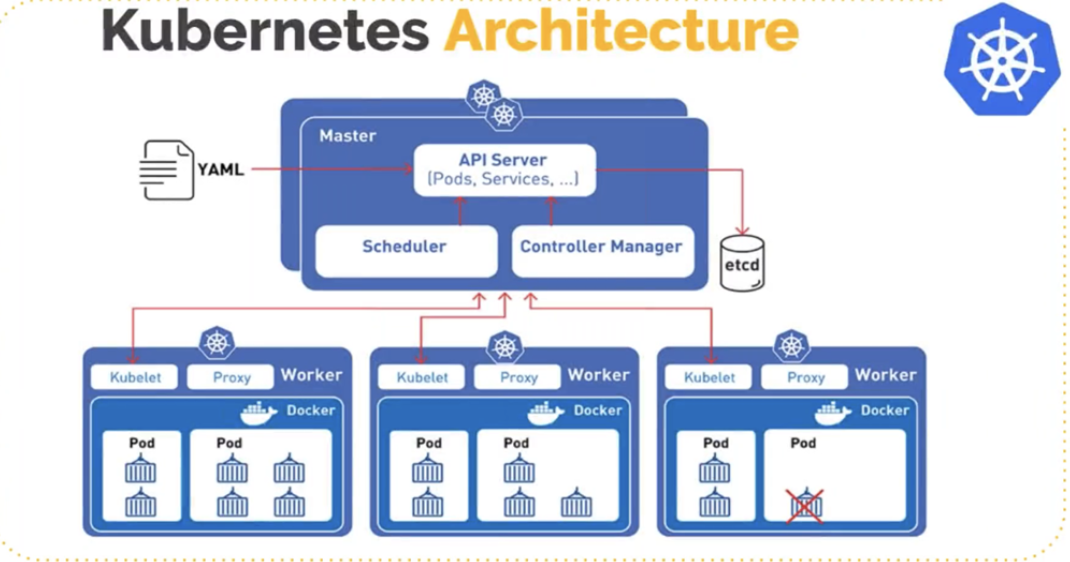 Kubernetes Architecture
Master
YAML
API Server
(Pods, Services, ...)
Scheduler
Controller Manager
etcd
Kubelet
Proxy
Worker
Docker
Pod
Pod
Kubelet
Proxy
Worker
Docker
Pod
Pod
Kubelet
Proxy
Worker
Docker
Pod
Pod